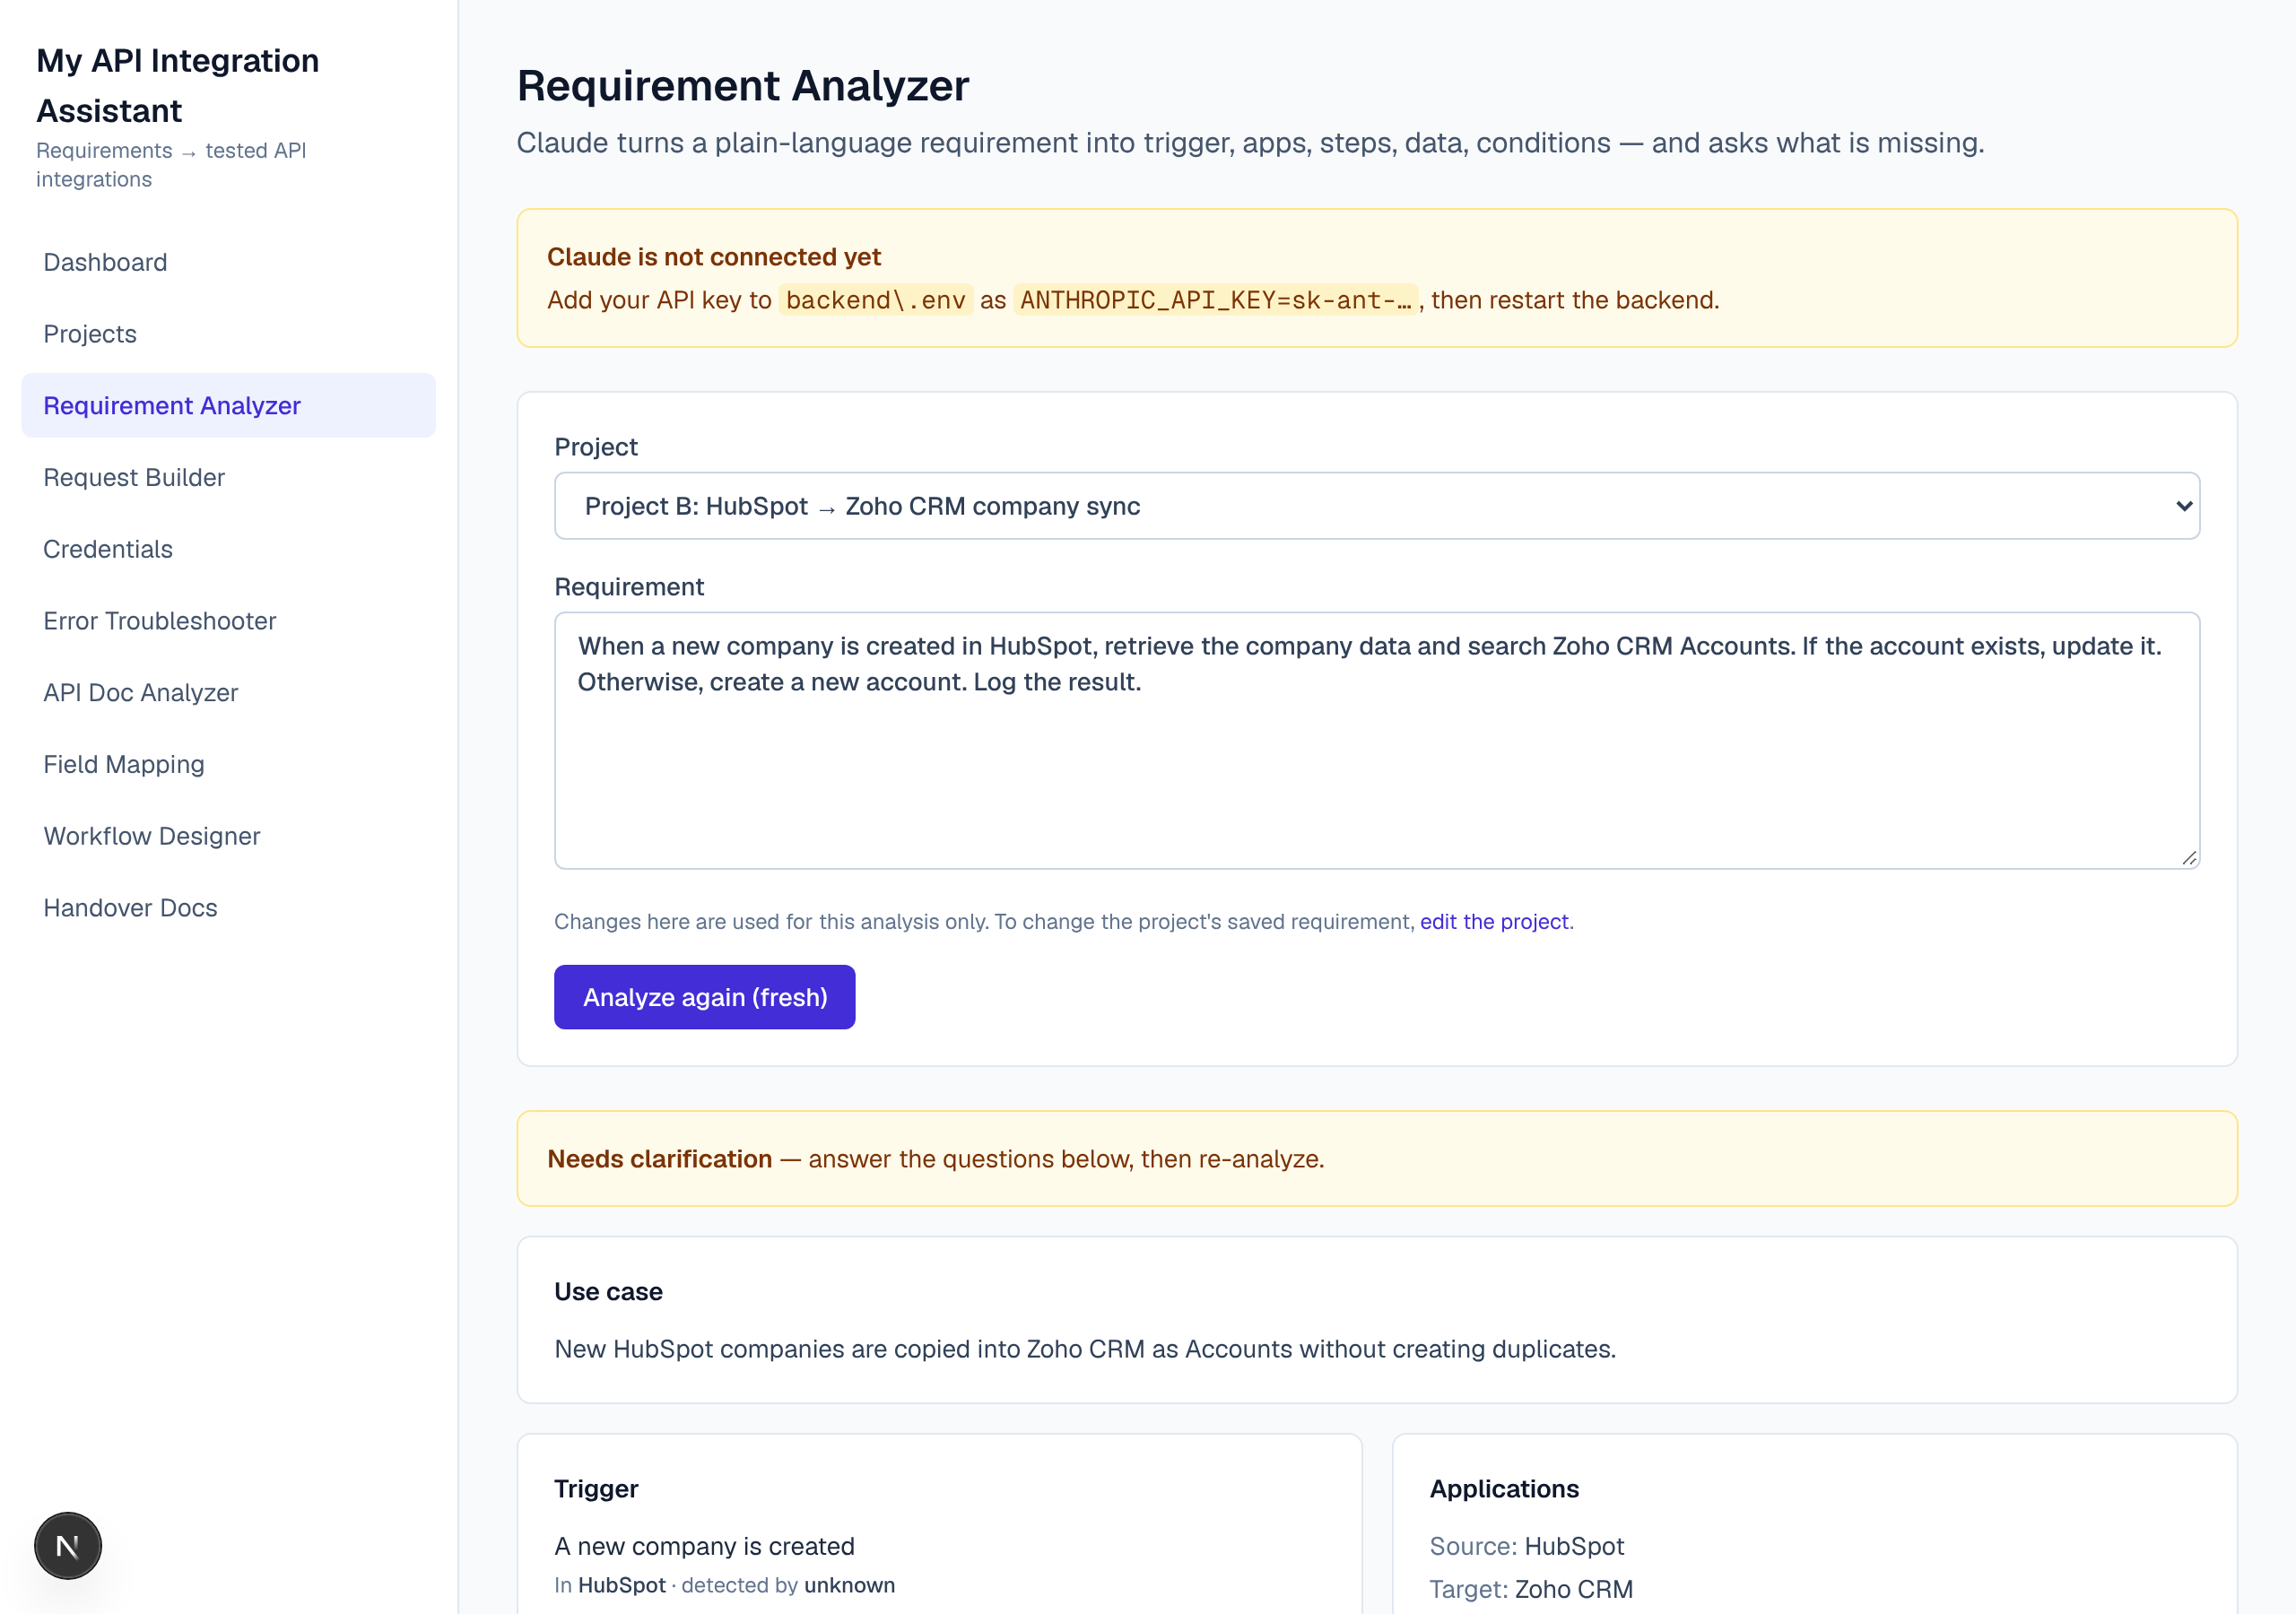 My API Integration
Assistant
Requirements → tested API
integrations
Dashboard
Projects
Requirement Analyzer
Request Builder
Credentials
Error Troubleshooter
API Doc Analyzer
Field Mapping
Workflow Designer
Handover Docs
N
Requirement Analyzer
Claude turns a plain-language requirement into trigger, apps, steps, data, conditions — and asks what is missing.
Claude is not connected yet
Add your API key to backend\.env as ANTHROPIC_API_KEY=sk-ant-… , then restart the backend.
Project
Project B: HubSpot → Zoho CRM company sync
Requirement
When a new company is created in HubSpot, retrieve the company data and search Zoho CRM Accounts. If the account exists, update it.
Otherwise, create a new account. Log the result.
Changes here are used for this analysis only. To change the project's saved requirement, edit the project.
Analyze again (fresh)
Needs clarification — answer the questions below, then re-analyze.
Use case
New HubSpot companies are copied into Zoho CRM as Accounts without creating duplicates.
Trigger
A new company is created
In HubSpot · detected by unknown
Applications
Source: HubSpot
Target: Zoho CRM